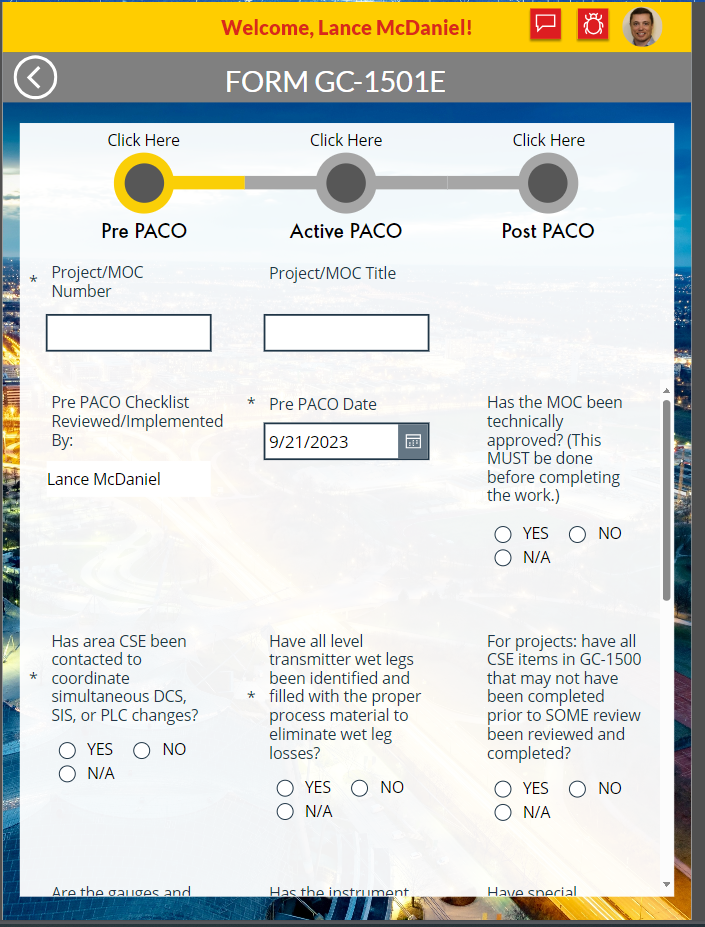 Welcome, Lance McDaniel!
FORM GC-1501E
Click Here
Click Here
Click Here
Pre PACO
Active PACO
Post PACO
* Project/MOC
Number
Project/MOC Title
Pre PACO Checklist
Reviewed/Implemented
By:
Lance McDaniel
* Pre PACO Date
9/21/2023
Has the MOC been
technically
approved? (This
MUST be done
before completing
the work.)
YES NO
N/A
Has area CSE been
contacted to
* coordinate
simultaneous DCS,
SIS, or PLC changes?
YES NO
N/A
Have all level
transmitter wet legs
been identified and
* filled with the proper
process material to
eliminate wet leg
losses?
YES NO
N/A
For projects: have all
CSE items in GC-1500
that may not have
been completed
prior to SOME review
been reviewed and
completed?
YES NO
N/A
Are the gauges and
Has the instrument
Have special